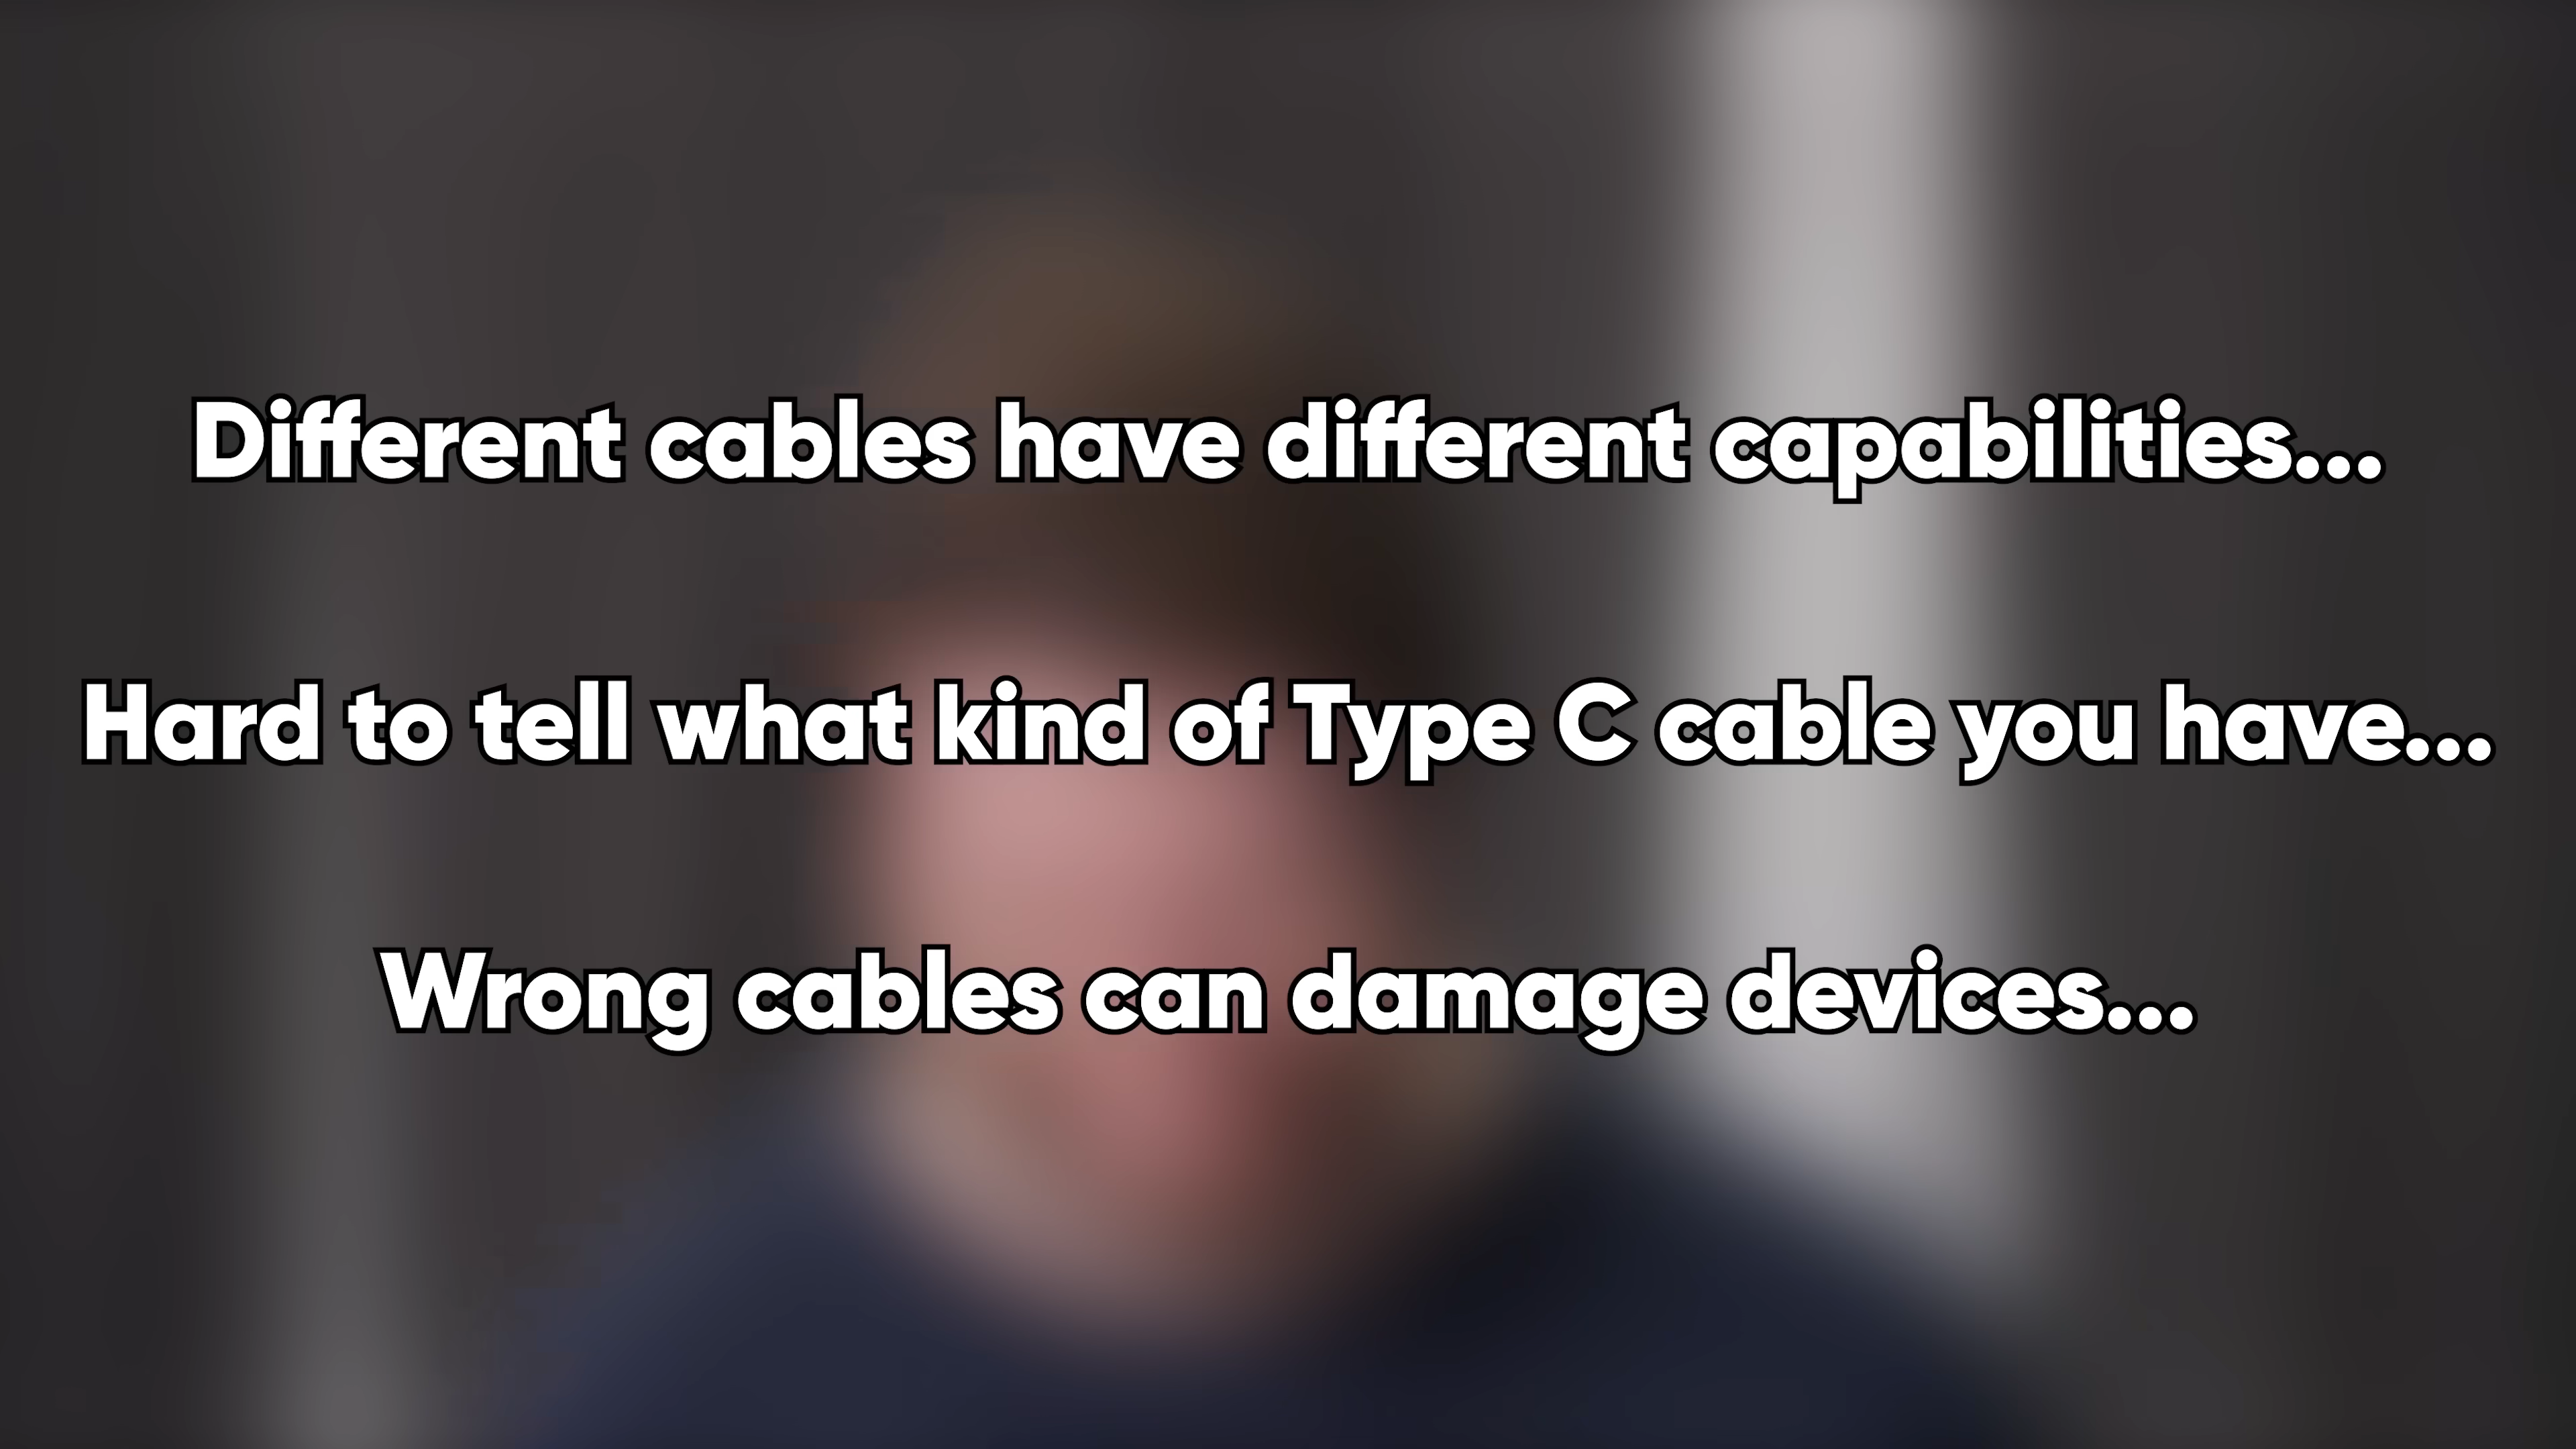 Different cables have different capabilities...
Hard to tell what kind of Type C cable you have...
Wrong cables can damage devices...